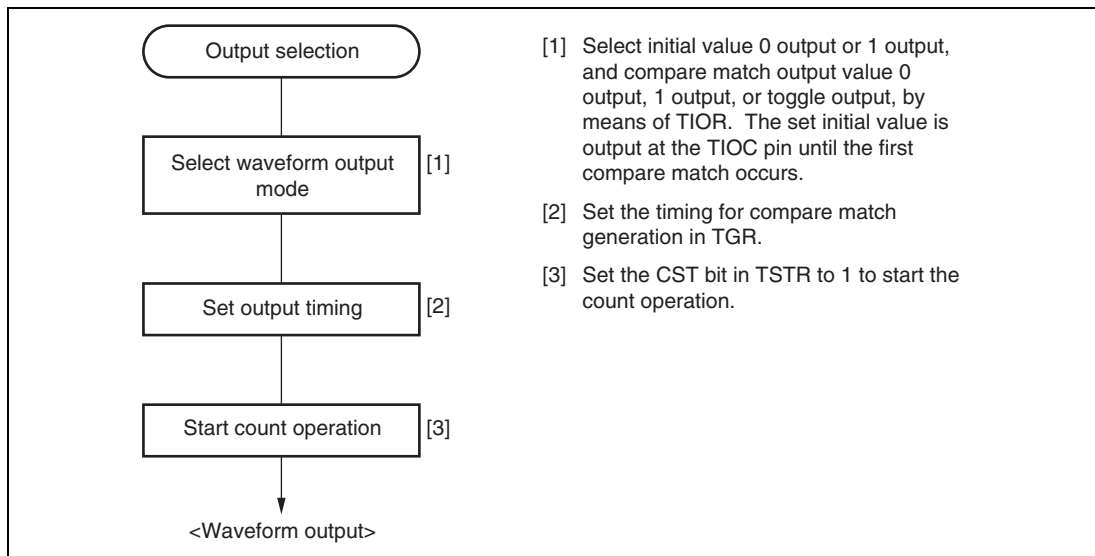 Output selection
Select waveform output
mode
[1]
Set output timing
[2]
Start count operation
[3]
<Waveform output>
[1] Select initial value 0 output or 1 output,
and compare match output value 0
output, 1 output, or toggle output, by
means of TIOR.  The set initial value is
output at the TIOC pin until the first
compare match occurs.
[2] Set the timing for compare match
generation in TGR.
[3] Set the CST bit in TSTR to 1 to start the
count operation.